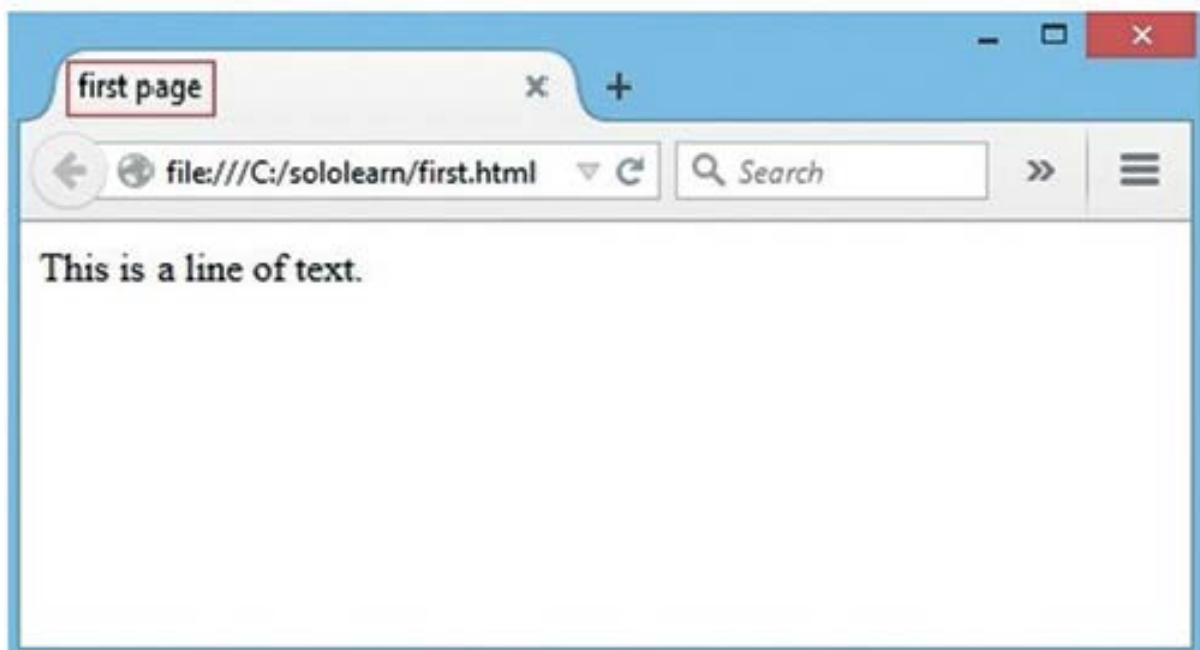 first page
file:///C:/sololearn/first.html
Search
This is a line of text.